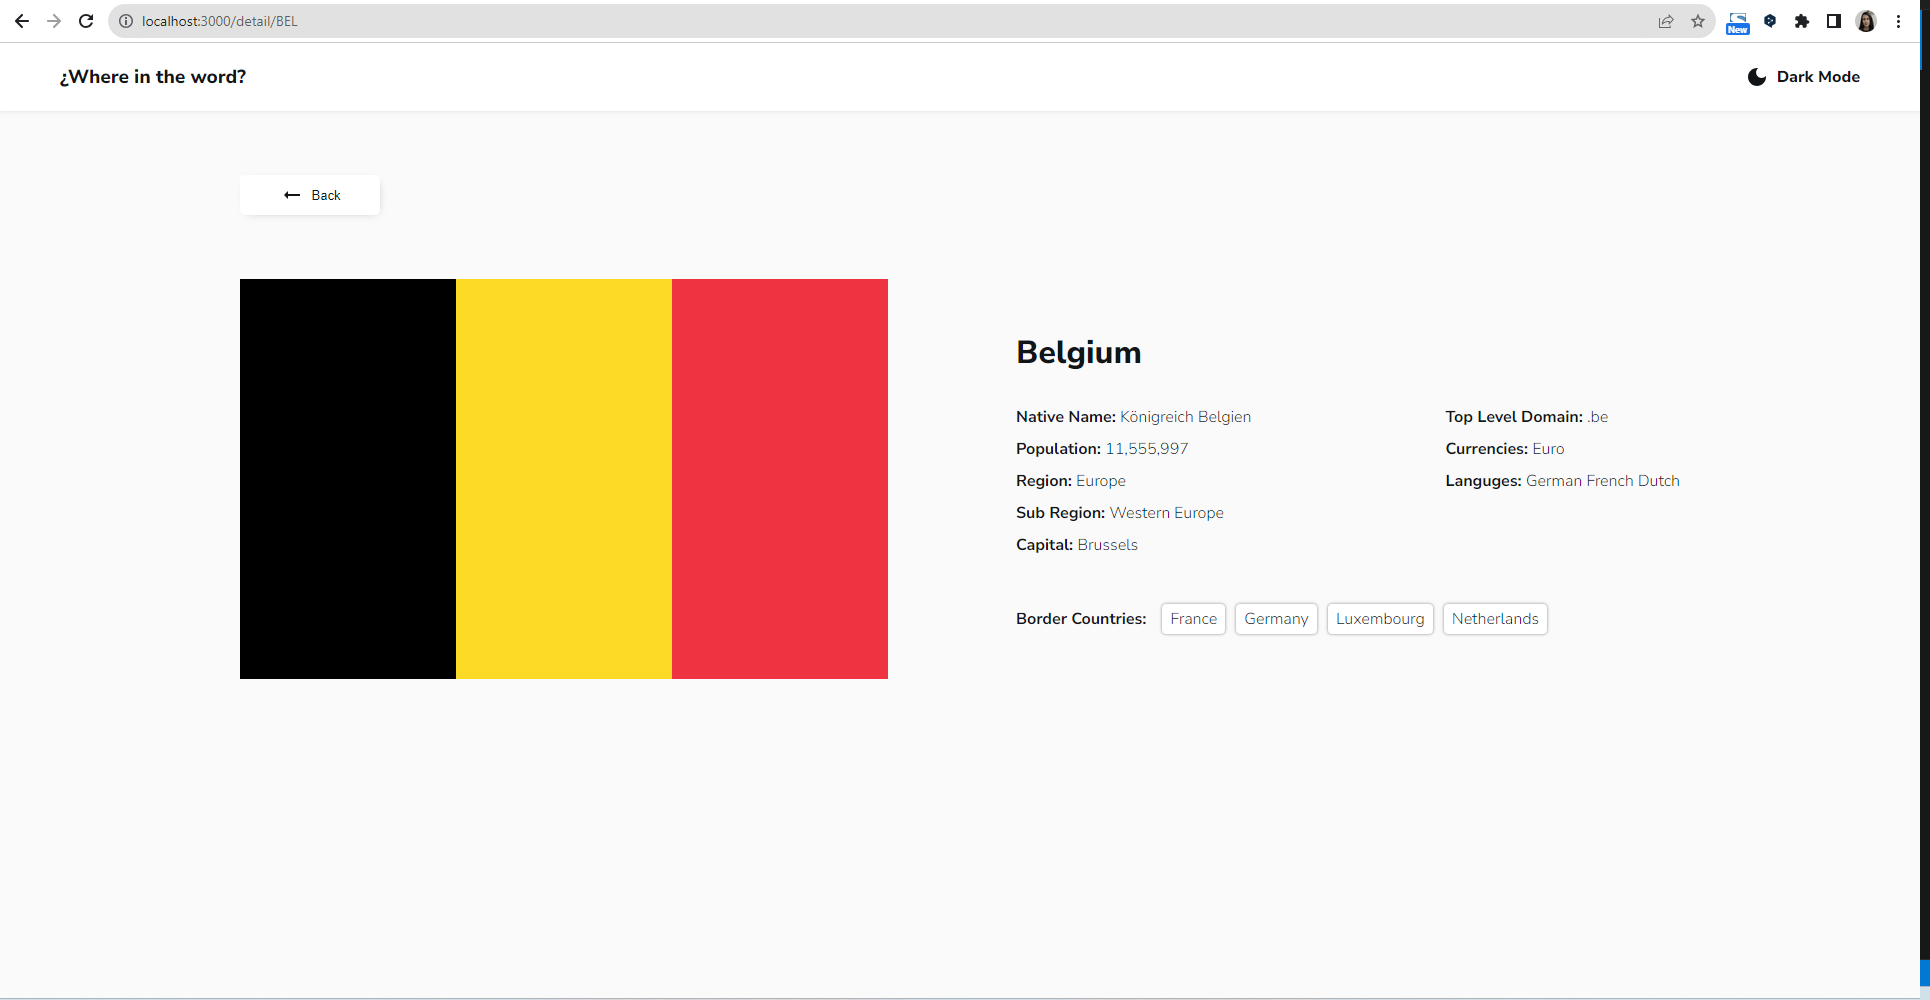 localhost:3000/detail/BEL
New
¿Where in the word?
Dark Mode
Back
Belgium
Native Name: Königreich Belgien
Population: 11,555,997
Region: Europe
Sub Region: Western Europe
Capital: Brussels
Top Level Domain: .be
Currencies: Euro
Languges: German French Dutch
Border Countries: France Germany Luxembourg Netherlands